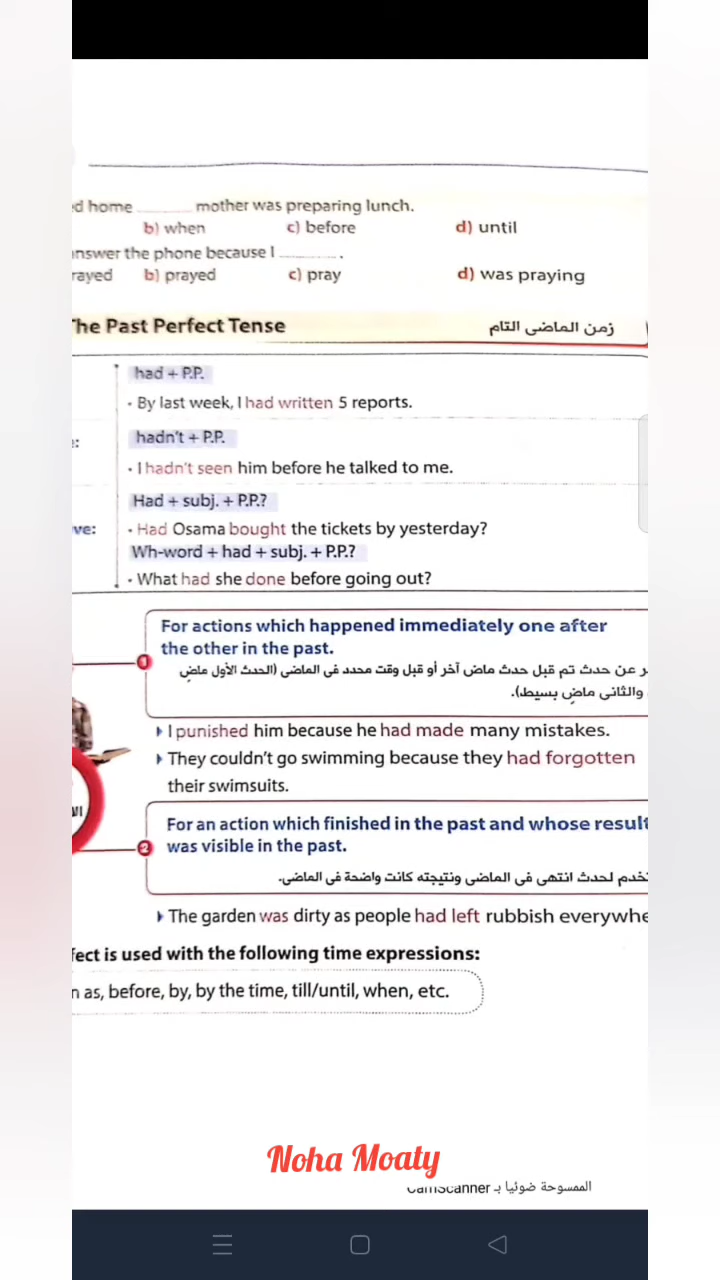 ed home ______ mother was preparing lunch.
b) when c) before d) until
answer the phone because I ______ .
rayed b) prayed c) pray d) was praying
The Past Perfect Tense زمن الماضى التام
had + P.P.
• By last week, I had written 5 reports.
e: hadn't + P.P.
• I hadn't seen him before he talked to me.
Had + subj. + P.P.?
ve: • Had Osama bought the tickets by yesterday?
Wh-word + had + subj. + P.P.?
• What had she done before going out?
For actions which happened immediately one after
1 the other in the past.
ر عن حدث تم قبل حدث ماض آخر أو قبل وقت محدد فى الماضى (الحدث الأول ماضٍ
والثانى ماضٍ بسيط).
I punished him because he had made many mistakes.
They couldn't go swimming because they had forgotten
their swimsuits.
For an action which finished in the past and whose result
2 was visible in the past.
خدم لحدث انتهى فى الماضى ونتيجته كانت واضحة فى الماضى.
The garden was dirty as people had left rubbish everywhe
fect is used with the following time expressions:
n as, before, by, by the time, till/until, when, etc.
Noha Moaty
الممسوحة ضوئيا بـ CamScanner